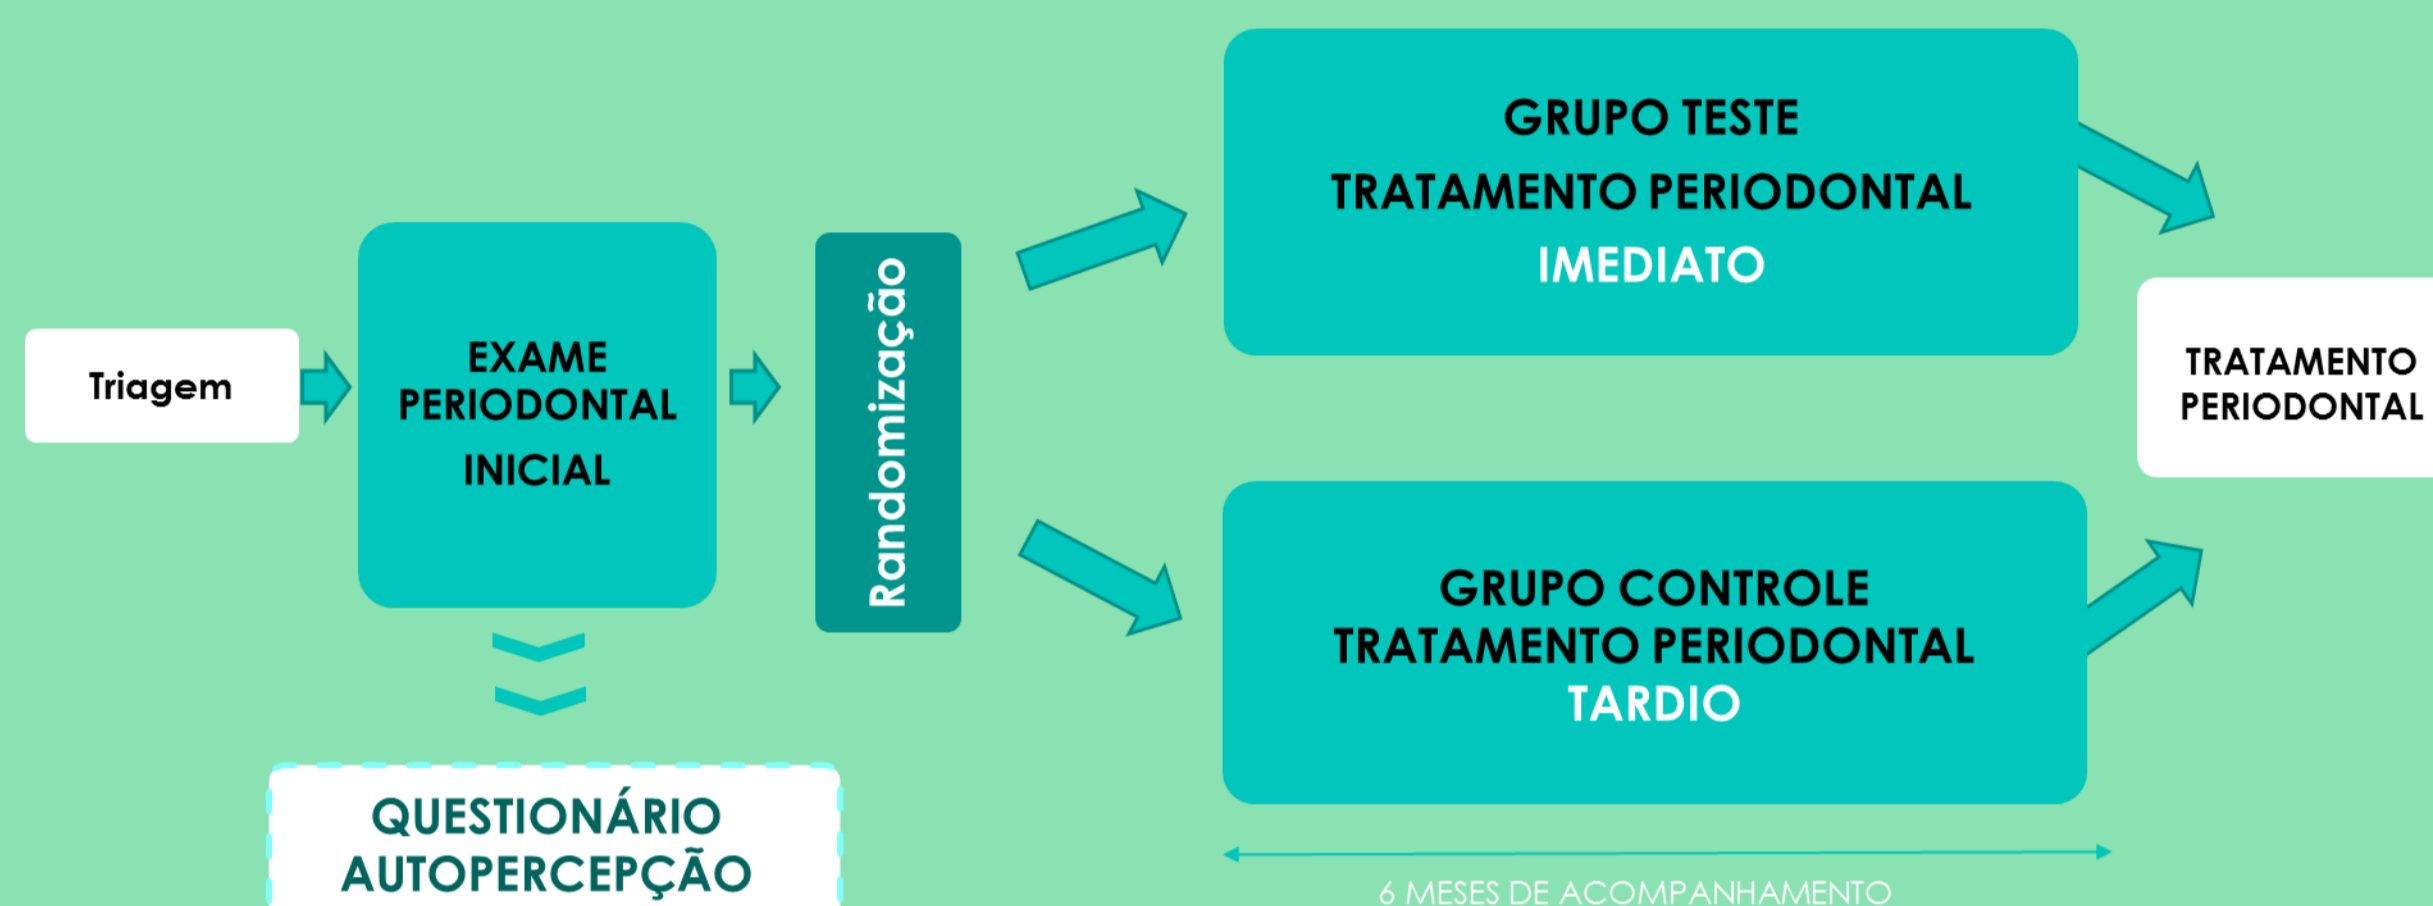 Triagem
EXAME
PERIODONTAL
INICIAL
QUESTIONÁRIO
AUTOPERCEPÇÃO
Randomização
GRUPO TESTE
TRATAMENTO PERIODONTAL
IMEDIATO
GRUPO CONTROLE
TRATAMENTO PERIODONTAL
TARDIO
6 MESES DE ACOMPANHAMENTO
TRATAMENTO
PERIODONTAL